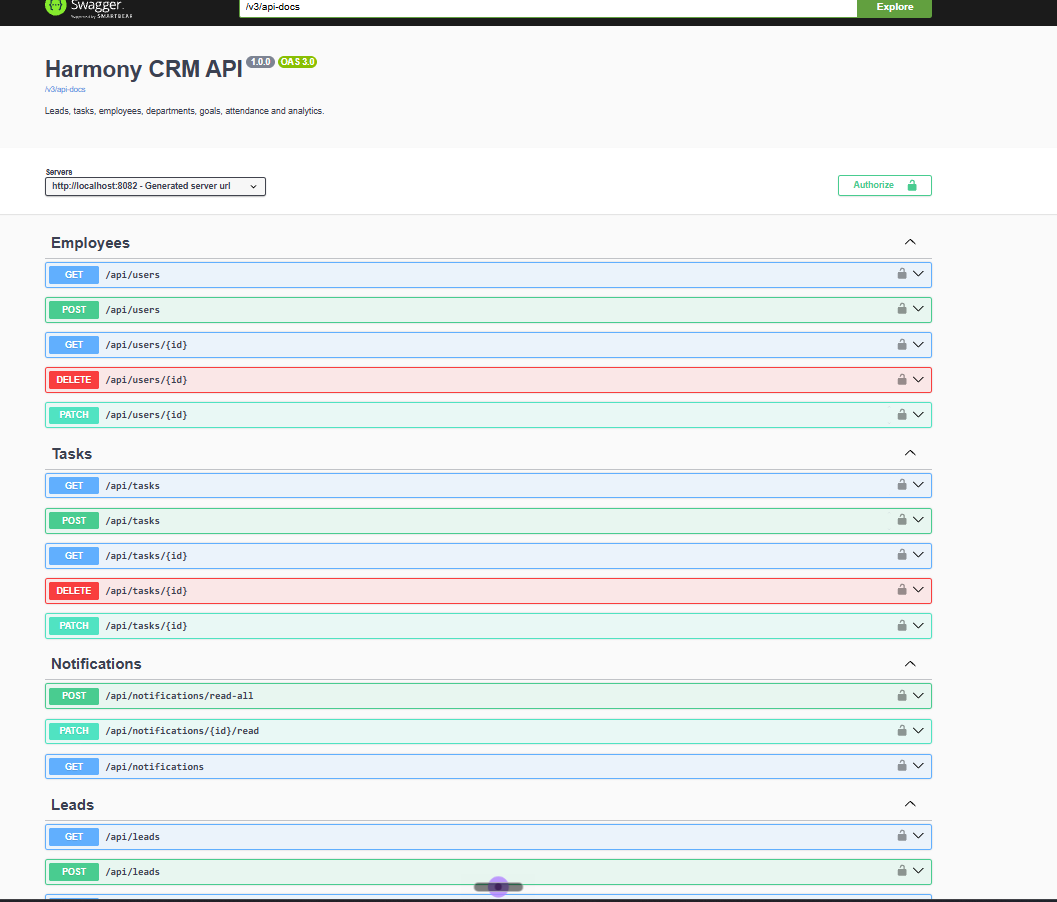 Swagger.
Supported by SMARTBEAR
/v3/api-docs
Explore
Harmony CRM API 1.0.0 OAS 3.0
/v3/api-docs
Leads, tasks, employees, departments, goals, attendance and analytics.
Servers
http://localhost:8082 - Generated server url
Authorize
Employees
GET /api/users
POST /api/users
GET /api/users/{id}
DELETE /api/users/{id}
PATCH /api/users/{id}
Tasks
GET /api/tasks
POST /api/tasks
GET /api/tasks/{id}
DELETE /api/tasks/{id}
PATCH /api/tasks/{id}
Notifications
POST /api/notifications/read-all
PATCH /api/notifications/{id}/read
GET /api/notifications
Leads
GET /api/leads
POST /api/leads